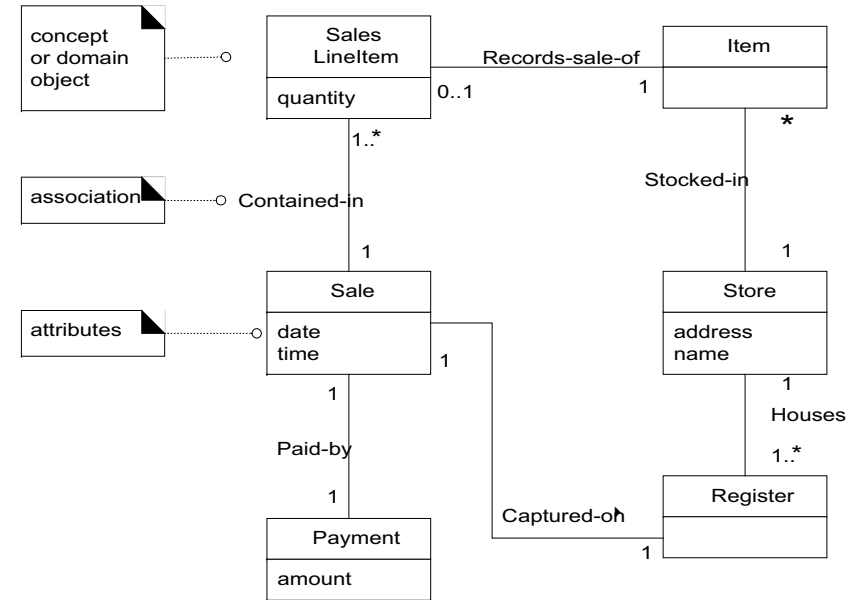 concept
or domain
object
Sales
LineItem
quantity
Records-sale-of
0..1
1
Item
*
1..*
association
Contained-in
Stocked-in
1
1
Sale
date
time
Store
address
name
attributes
1
1
1
Houses
Paid-by
1..*
1
Register
Captured-on
1
Payment
amount